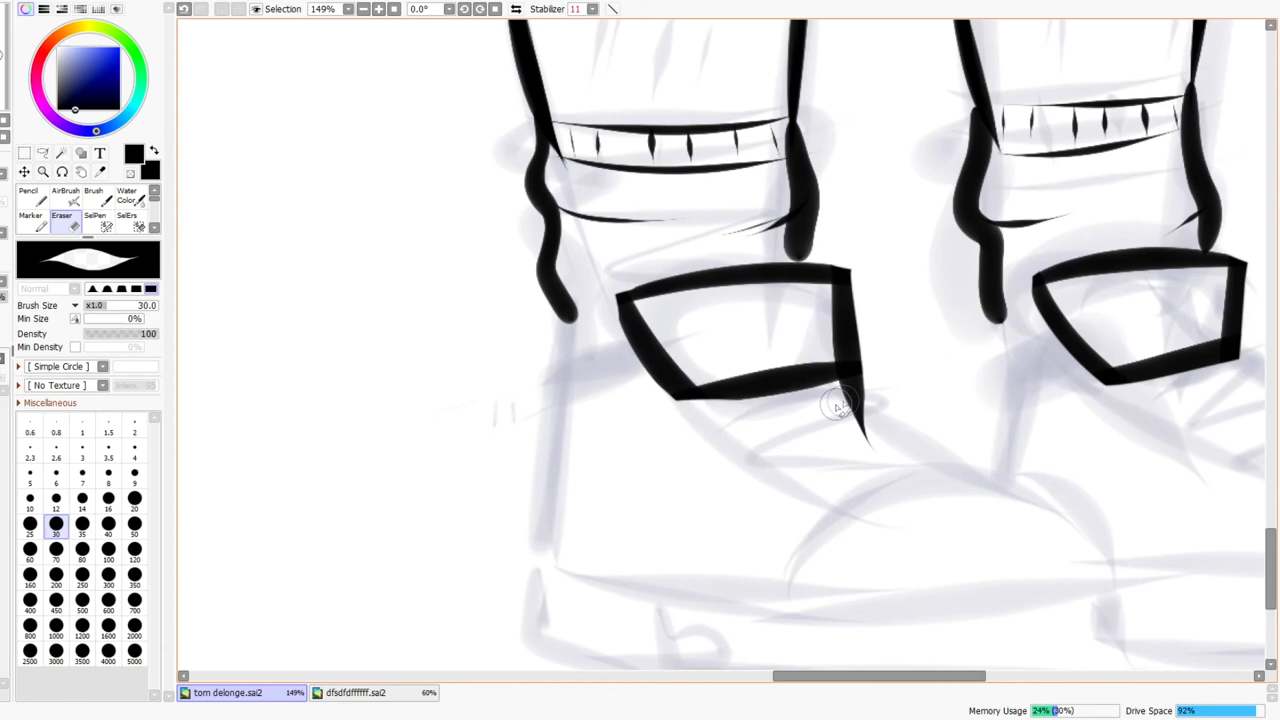 Selection 149% 0.0° Stabilizer 11
T
Pencil AirBrush Brush Water Color
Marker Eraser SelPen SelErs
Normal
Brush Size x1.0 30.0
Min Size 0%
Density 100
Min Density 0%
[ Simple Circle ]
[ No Texture ] Intens. 95
Miscellaneous
0.6 0.8 1 1.5 2
2.3 2.6 3 3.5 4
5 6 7 8 9
10 12 14 16 20
25 30 35 40 50
60 70 80 100 120
160 200 250 300 350
400 450 500 600 700
800 1000 1200 1600 2000
2500 3000 3500 4000 5000
tom delonge.sai2 149% dfsdfdffffff.sai2 60%
Memory Usage 24% (30%) Drive Space 92%